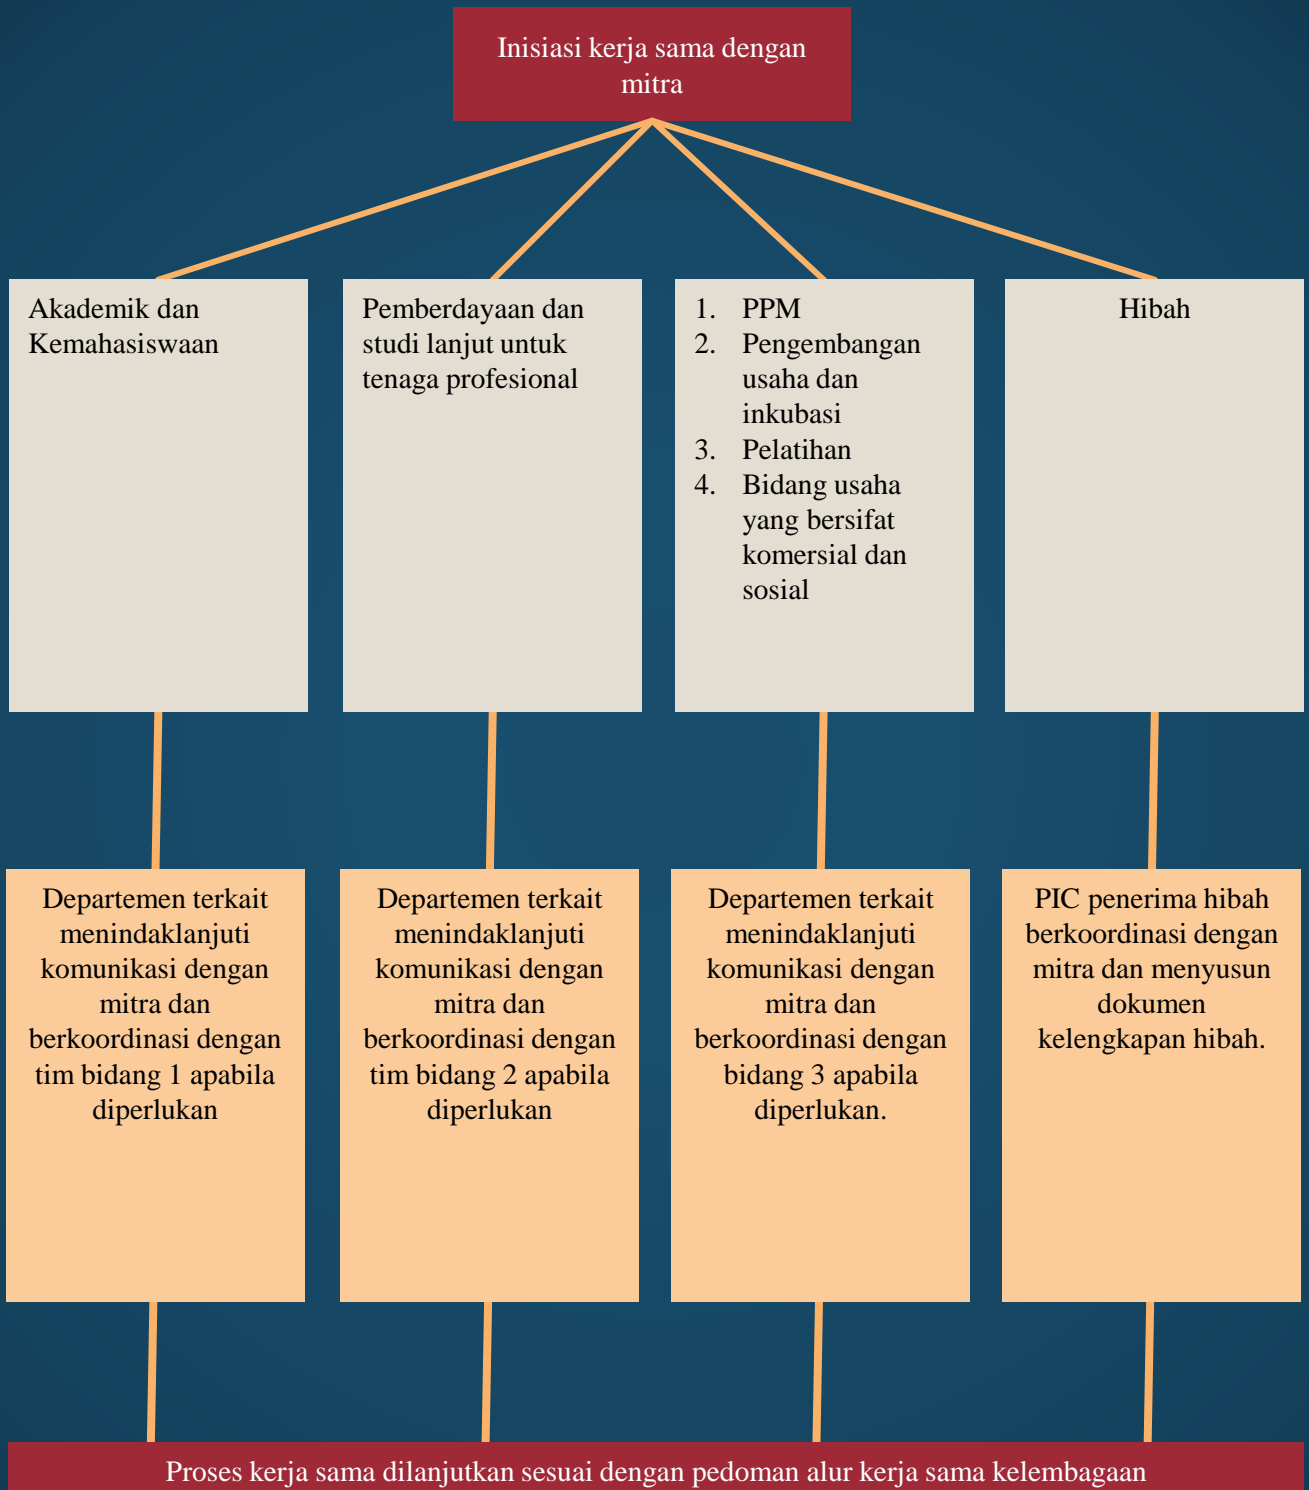 Inisiasi kerja sama dengan
mitra
Akademik dan
Kemahasiswaan
Pemberdayaan dan
studi lanjut untuk
tenaga profesional
1. PPM
2. Pengembangan
usaha dan
inkubasi
3. Pelatihan
4. Bidang usaha
yang bersifat
komersial dan
sosial
Hibah
Departemen terkait
menindaklanjuti
komunikasi dengan
mitra dan
berkoordinasi dengan
tim bidang 1 apabila
diperlukan
Departemen terkait
menindaklanjuti
komunikasi dengan
mitra dan
berkoordinasi dengan
tim bidang 2 apabila
diperlukan
Departemen terkait
menindaklanjuti
komunikasi dengan
mitra dan
berkoordinasi dengan
bidang 3 apabila
diperlukan.
PIC penerima hibah
berkoordinasi dengan
mitra dan menyusun
dokumen
kelengkapan hibah.
Proses kerja sama dilanjutkan sesuai dengan pedoman alur kerja sama kelembagaan